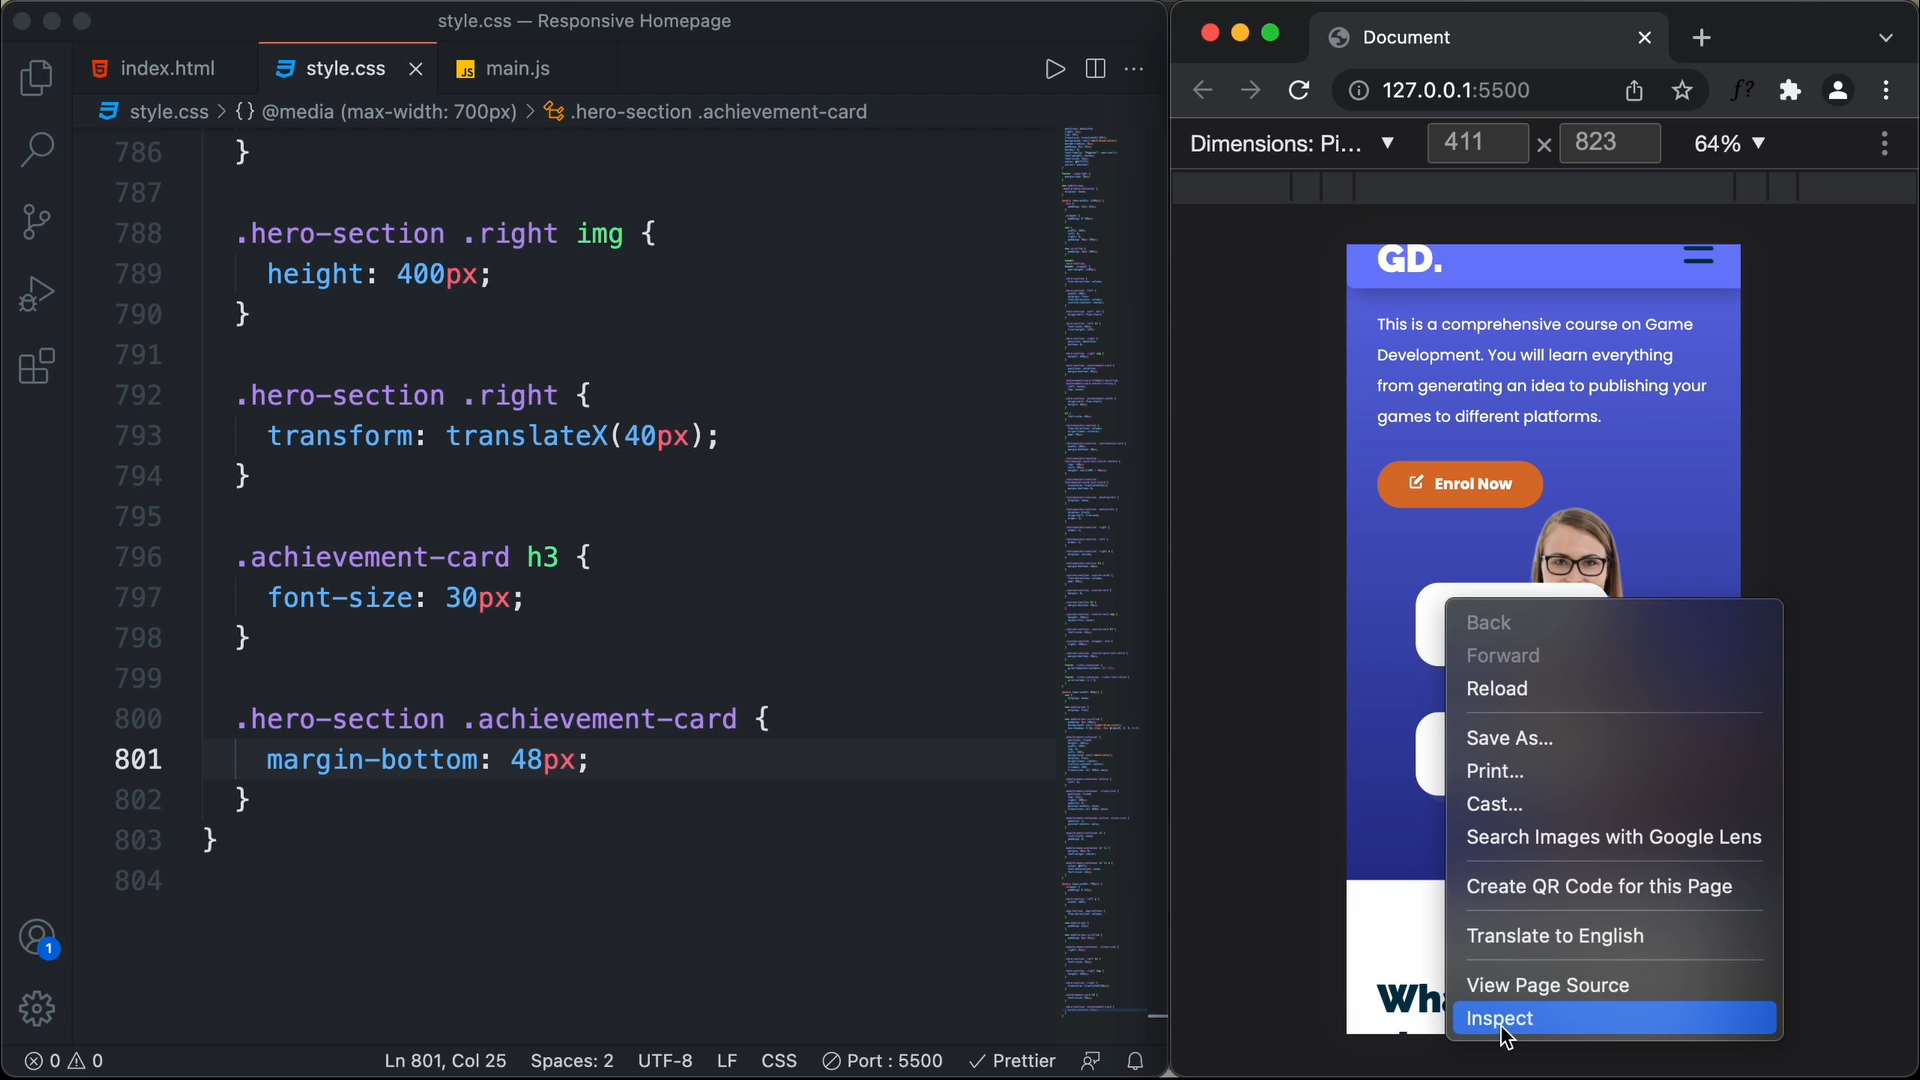 style.css — Responsive Homepage
index.html
style.css
main.js
style.css > {} @media (max-width: 700px) > .hero-section .achievement-card
786 }
787
788 .hero-section .right img {
789 height: 400px;
790 }
791
792 .hero-section .right {
793 transform: translateX(40px);
794 }
795
796 .achievement-card h3 {
797 font-size: 30px;
798 }
799
800 .hero-section .achievement-card {
801 margin-bottom: 48px;
802 }
803 }
804
1
0 0
Ln 801, Col 25 Spaces: 2 UTF-8 LF CSS Port : 5500 Prettier
Document
127.0.0.1:5500
f?
Dimensions: Pi... 411 × 823 64%
GD.
This is a comprehensive course on Game
Development. You will learn everything
from generating an idea to publishing your
games to different platforms.
Enrol Now
Back
Forward
Reload
Save As...
Print...
Cast...
Search Images with Google Lens
Create QR Code for this Page
Translate to English
View Page Source
Inspect